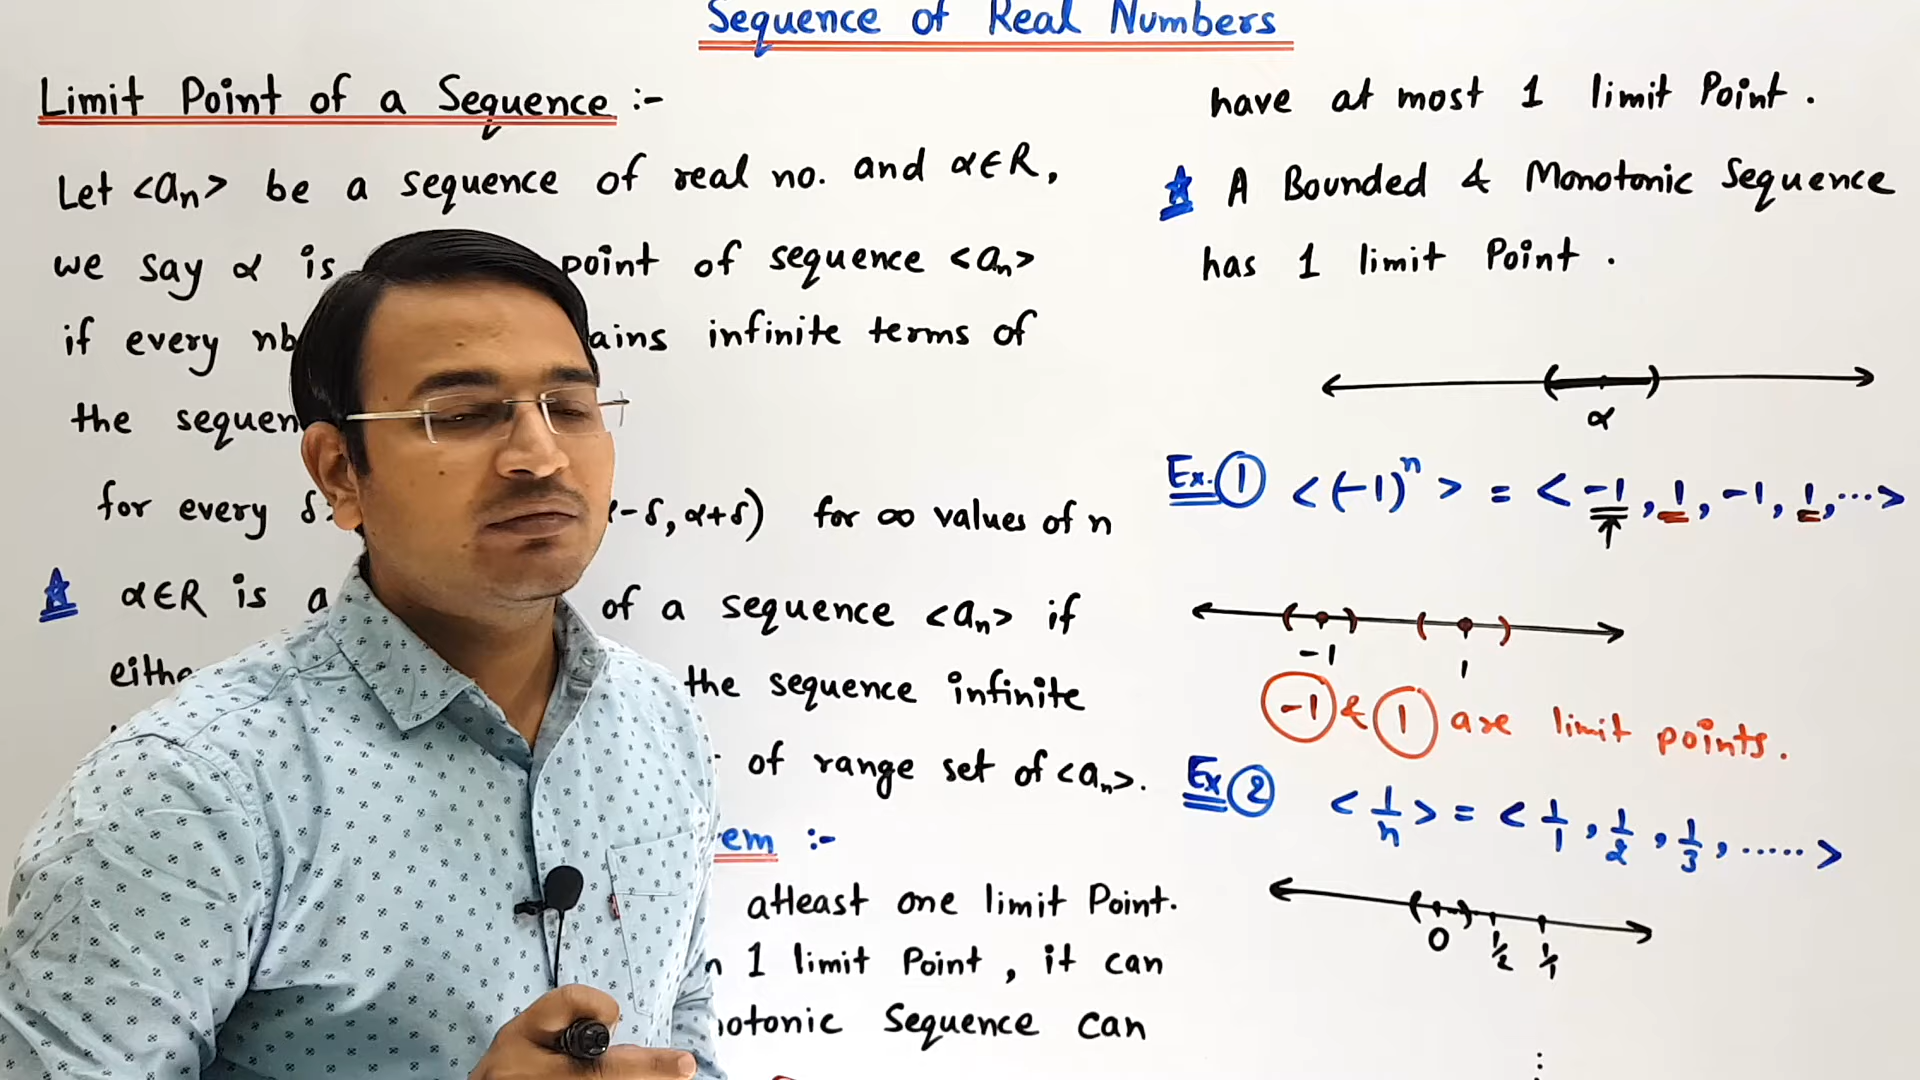 Sequence of Real Numbers
Limit Point of a Sequence :-
Let <aₙ> be a sequence of real no. and α∈R,
we say α is point of sequence <aₙ>
if every nb ains infinite terms of
the sequen
for every δ -δ, α+δ) for ∞ values of n
☆ α∈R is a of a sequence <aₙ> if
eithe the sequence infinite
of range set of <aₙ>.
em :-
atleast one limit Point.
n 1 limit Point, it can
otonic Sequence can
have at most 1 limit Point.
☆ A Bounded & Monotonic Sequence
has 1 limit Point.
α
Ex. ① <(-1)ⁿ> = < -1, 1, -1, 1, ...>
-1 1
-1 & 1 are limit points.
Ex ② <1/n> = <1/1, 1/2, 1/3, .....>
0 1/2 1/1